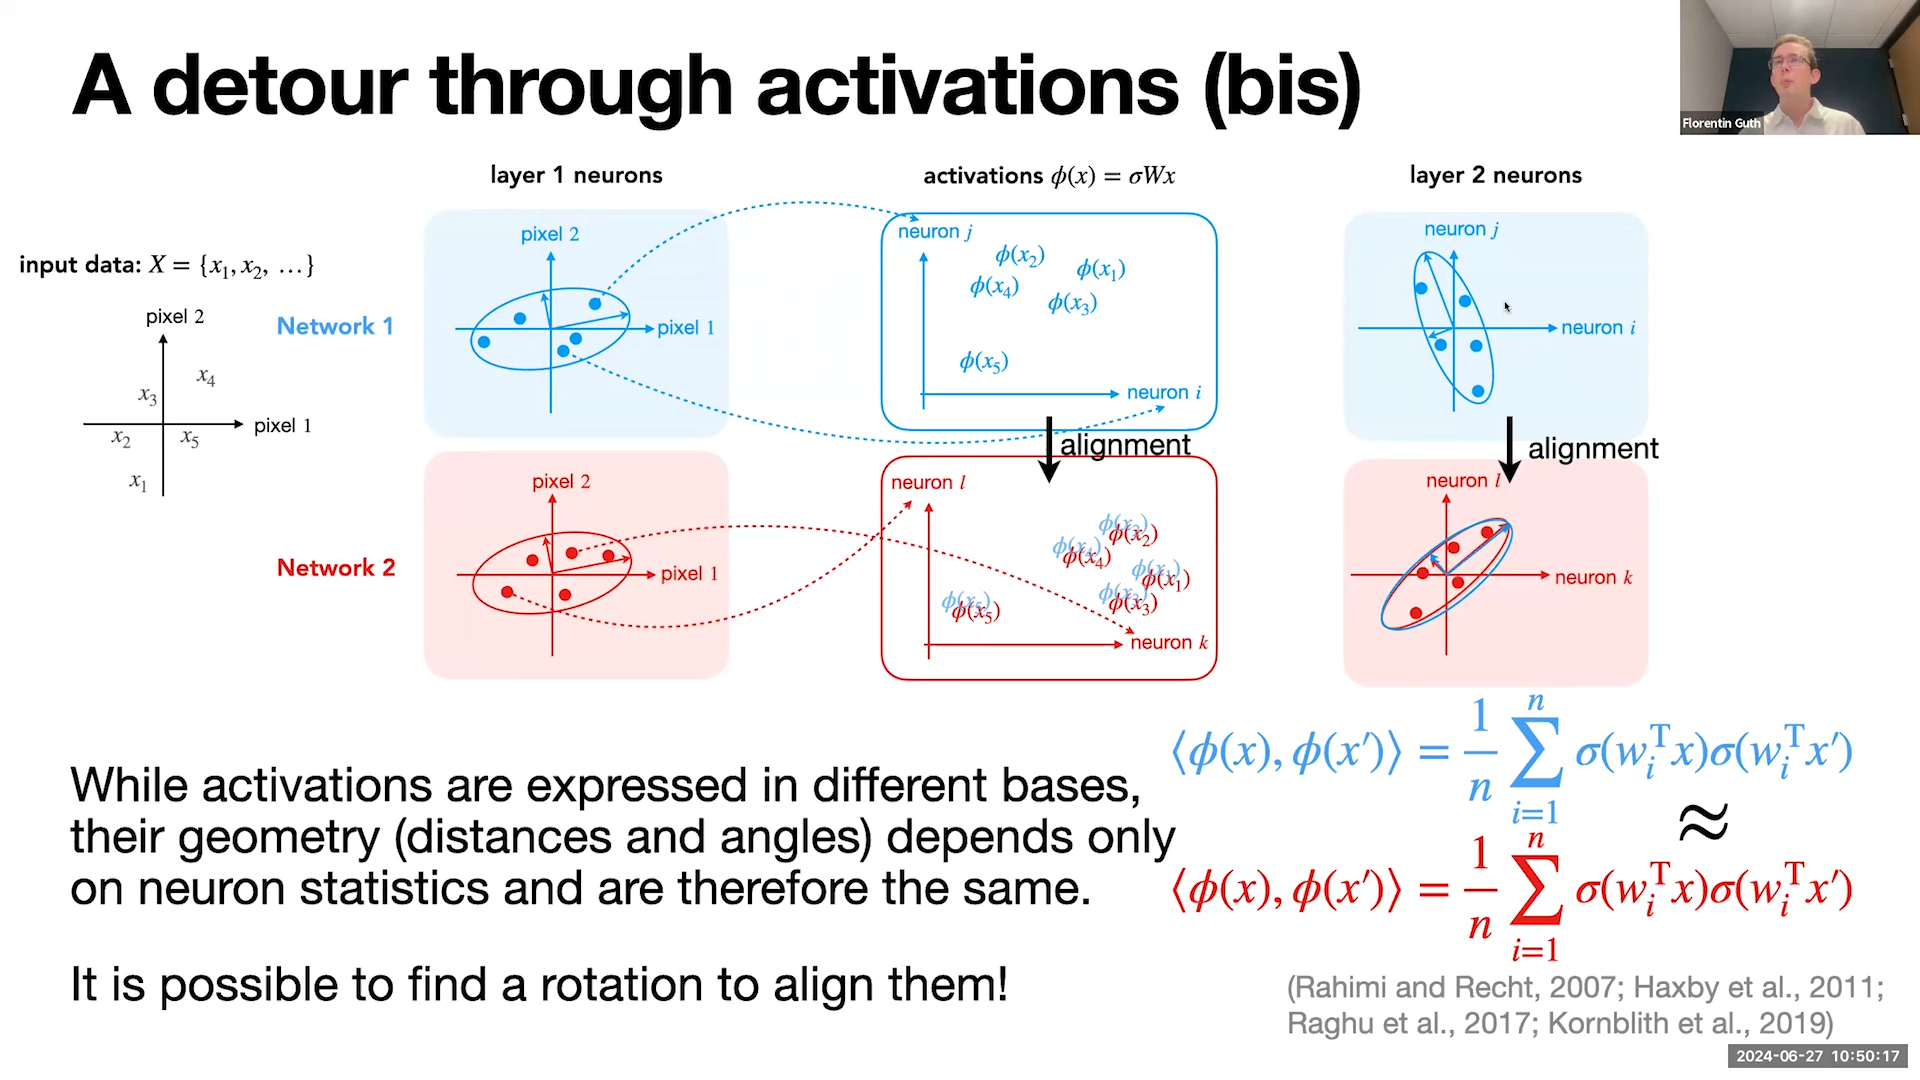 A detour through activations (bis)
Florentin Guth
layer 1 neurons
activations ϕ(x) = σWx
layer 2 neurons
input data: X = {x₁, x₂, …}
pixel 2
x₄
x₃
pixel 1
x₂
x₅
x₁
Network 1
pixel 2
pixel 1
neuron j
ϕ(x₂)
ϕ(x₁)
ϕ(x₄)
ϕ(x₃)
ϕ(x₅)
neuron i
neuron j
neuron i
alignment
alignment
Network 2
pixel 2
pixel 1
neuron l
ϕ(x₂)
ϕ(x₄)
ϕ(x₁)
ϕ(x₃)
ϕ(x₅)
neuron k
neuron l
neuron k
While activations are expressed in different bases,
their geometry (distances and angles) depends only
on neuron statistics and are therefore the same.
It is possible to find a rotation to align them!
⟨ϕ(x), ϕ(x′)⟩ = 1/n ∑ⁿᵢ₌₁ σ(wᵢᵀx)σ(wᵢᵀx′)
≈
⟨ϕ(x), ϕ(x′)⟩ = 1/n ∑ⁿᵢ₌₁ σ(wᵢᵀx)σ(wᵢᵀx′)
(Rahimi and Recht, 2007; Haxby et al., 2011;
Raghu et al., 2017; Kornblith et al., 2019)
2024-06-27 10:50:17